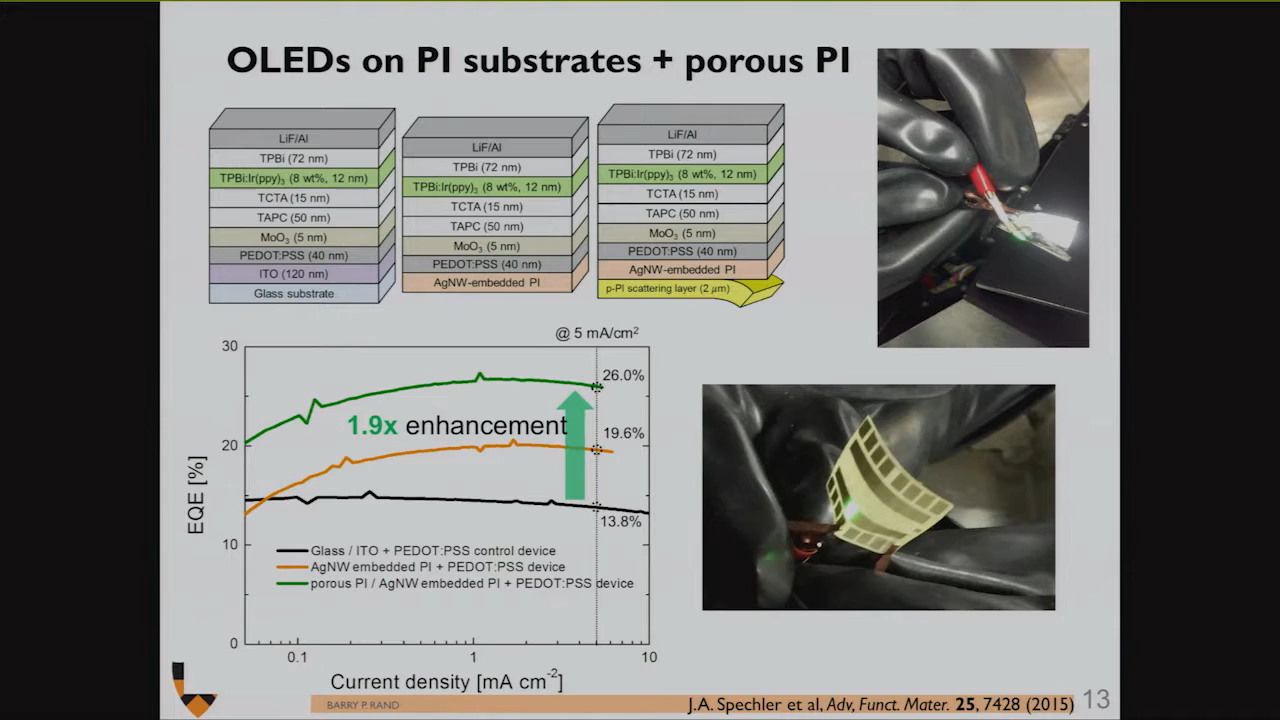 OLEDs on PI substrates + porous PI
LiF/Al
TPBi (72 nm)
TPBi:Ir(ppy)₃ (8 wt%, 12 nm)
TCTA (15 nm)
TAPC (50 nm)
MoO₃ (5 nm)
PEDOT:PSS (40 nm)
ITO (120 nm)
Glass substrate
LiF/Al
TPBi (72 nm)
TPBi:Ir(ppy)₃ (8 wt%, 12 nm)
TCTA (15 nm)
TAPC (50 nm)
MoO₃ (5 nm)
PEDOT:PSS (40 nm)
AgNW-embedded PI
LiF/Al
TPBi (72 nm)
TPBi:Ir(ppy)₃ (8 wt%, 12 nm)
TCTA (15 nm)
TAPC (50 nm)
MoO₃ (5 nm)
PEDOT:PSS (40 nm)
AgNW-embedded PI
p-PI scattering layer (2 μm)
@ 5 mA/cm²
30
26.0%
1.9x enhancement
19.6%
20
EQE [%]
13.8%
10
Glass / ITO + PEDOT:PSS control device
AgNW embedded PI + PEDOT:PSS device
porous PI / AgNW embedded PI + PEDOT:PSS device
0
0.1 1 10
Current density [mA cm⁻²]
BARRY P. RAND
J.A. Spechler et al, Adv, Funct. Mater. 25, 7428 (2015)
13